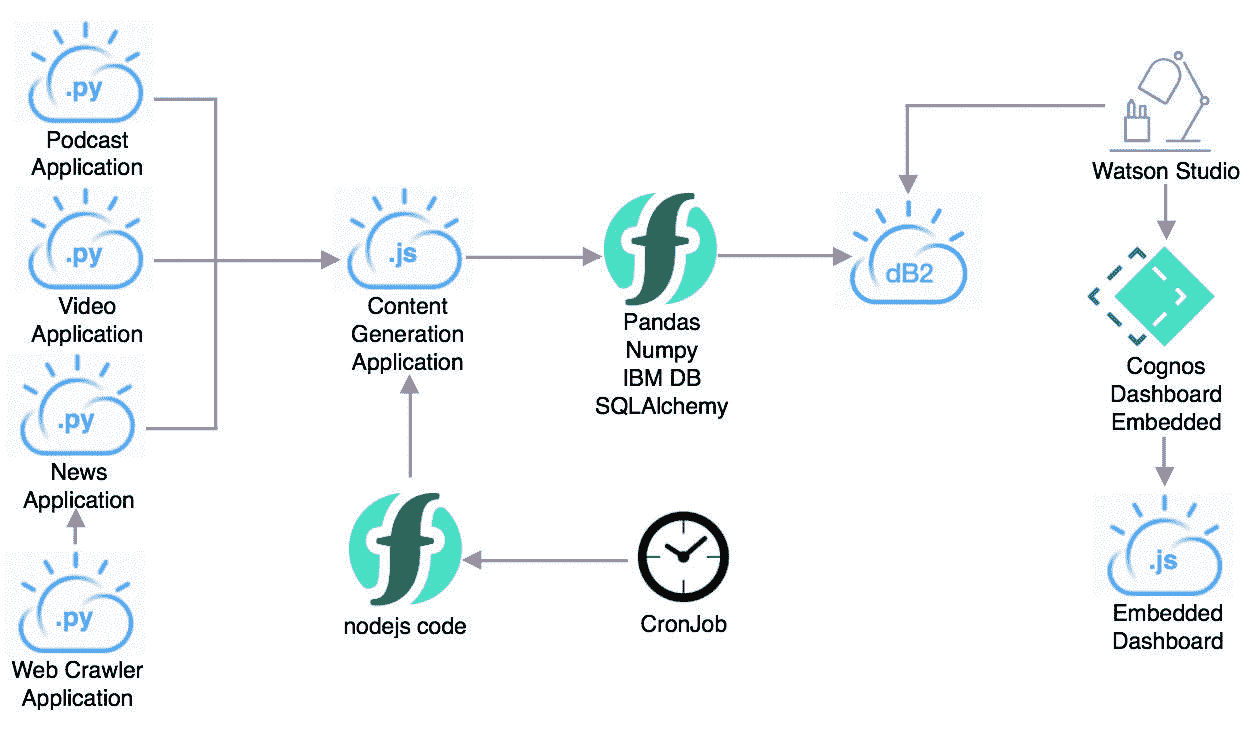 .py
Podcast
Application
.py
Video
Application
.py
News
Application
.py
Web Crawler
Application
.js
Content
Generation
Application
nodejs code
CronJob
Pandas
Numpy
IBM DB
SQLAlchemy
dB2
Watson Studio
Cognos
Dashboard
Embedded
.js
Embedded
Dashboard